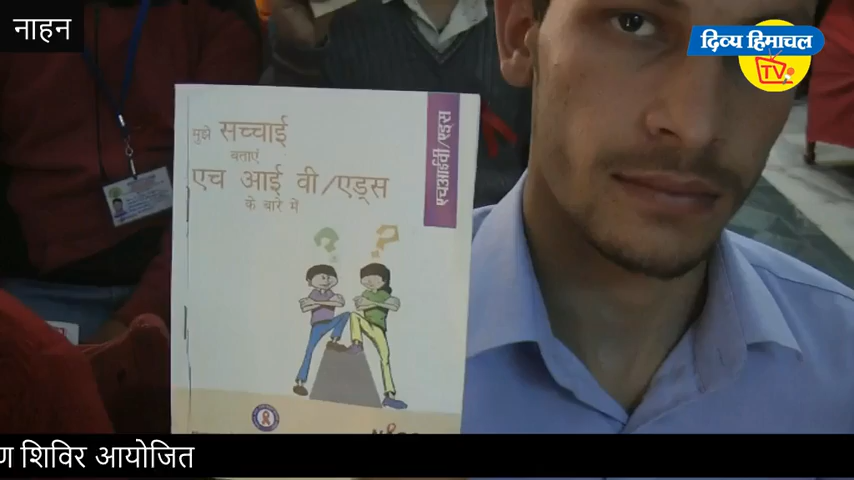 नाहन
दिव्य हिमाचल
TV
मुझे सच्चाई
बताएं
एच आई वी/एड्स
के बारे में
एचआईवी/एड्स
ण शिविर आयोजित